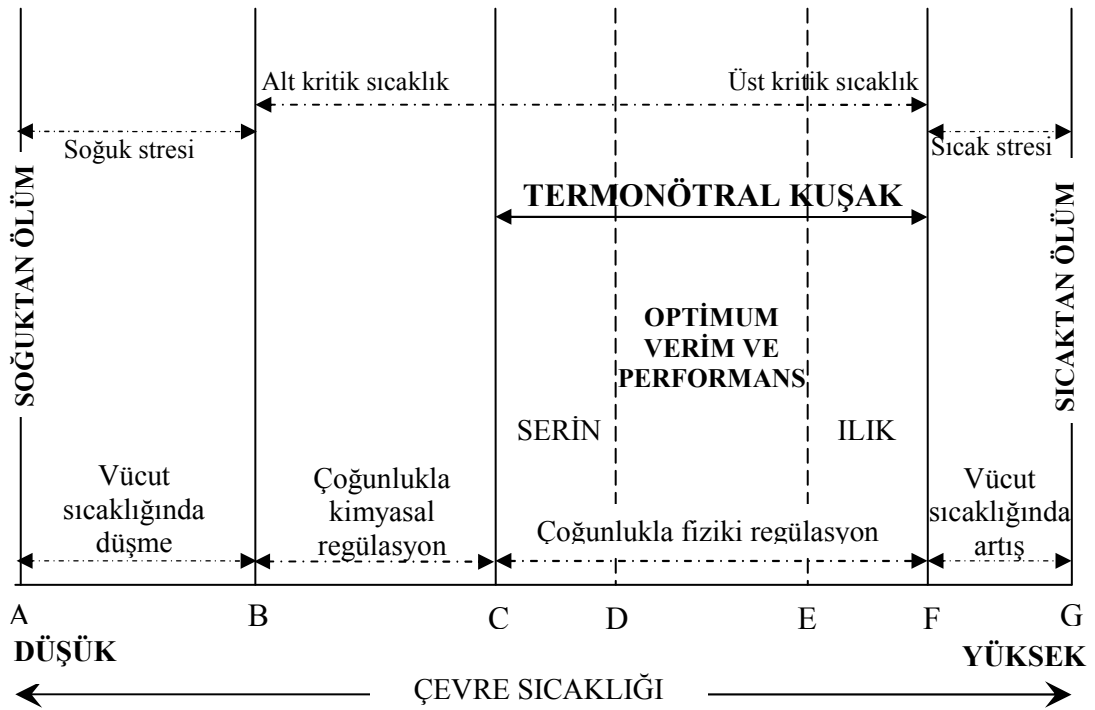 Alt kritik sıcaklık
Üst kritik sıcaklık
Soğuk stresi
Sıcak stresi
TERMONÖTRAL KUŞAK
SOĞUKTAN ÖLÜM
SICAKTAN ÖLÜM
OPTİMUM
VERİM VE
PERFORMANS
SERİN
ILIK
Vücut
sıcaklığında
düşme
Çoğunlukla
kimyasal
regülasyon
Çoğunlukla fiziki regülasyon
Vücut
sıcaklığında
artış
A B C D E F G
DÜŞÜK YÜKSEK
ÇEVRE SICAKLIĞI